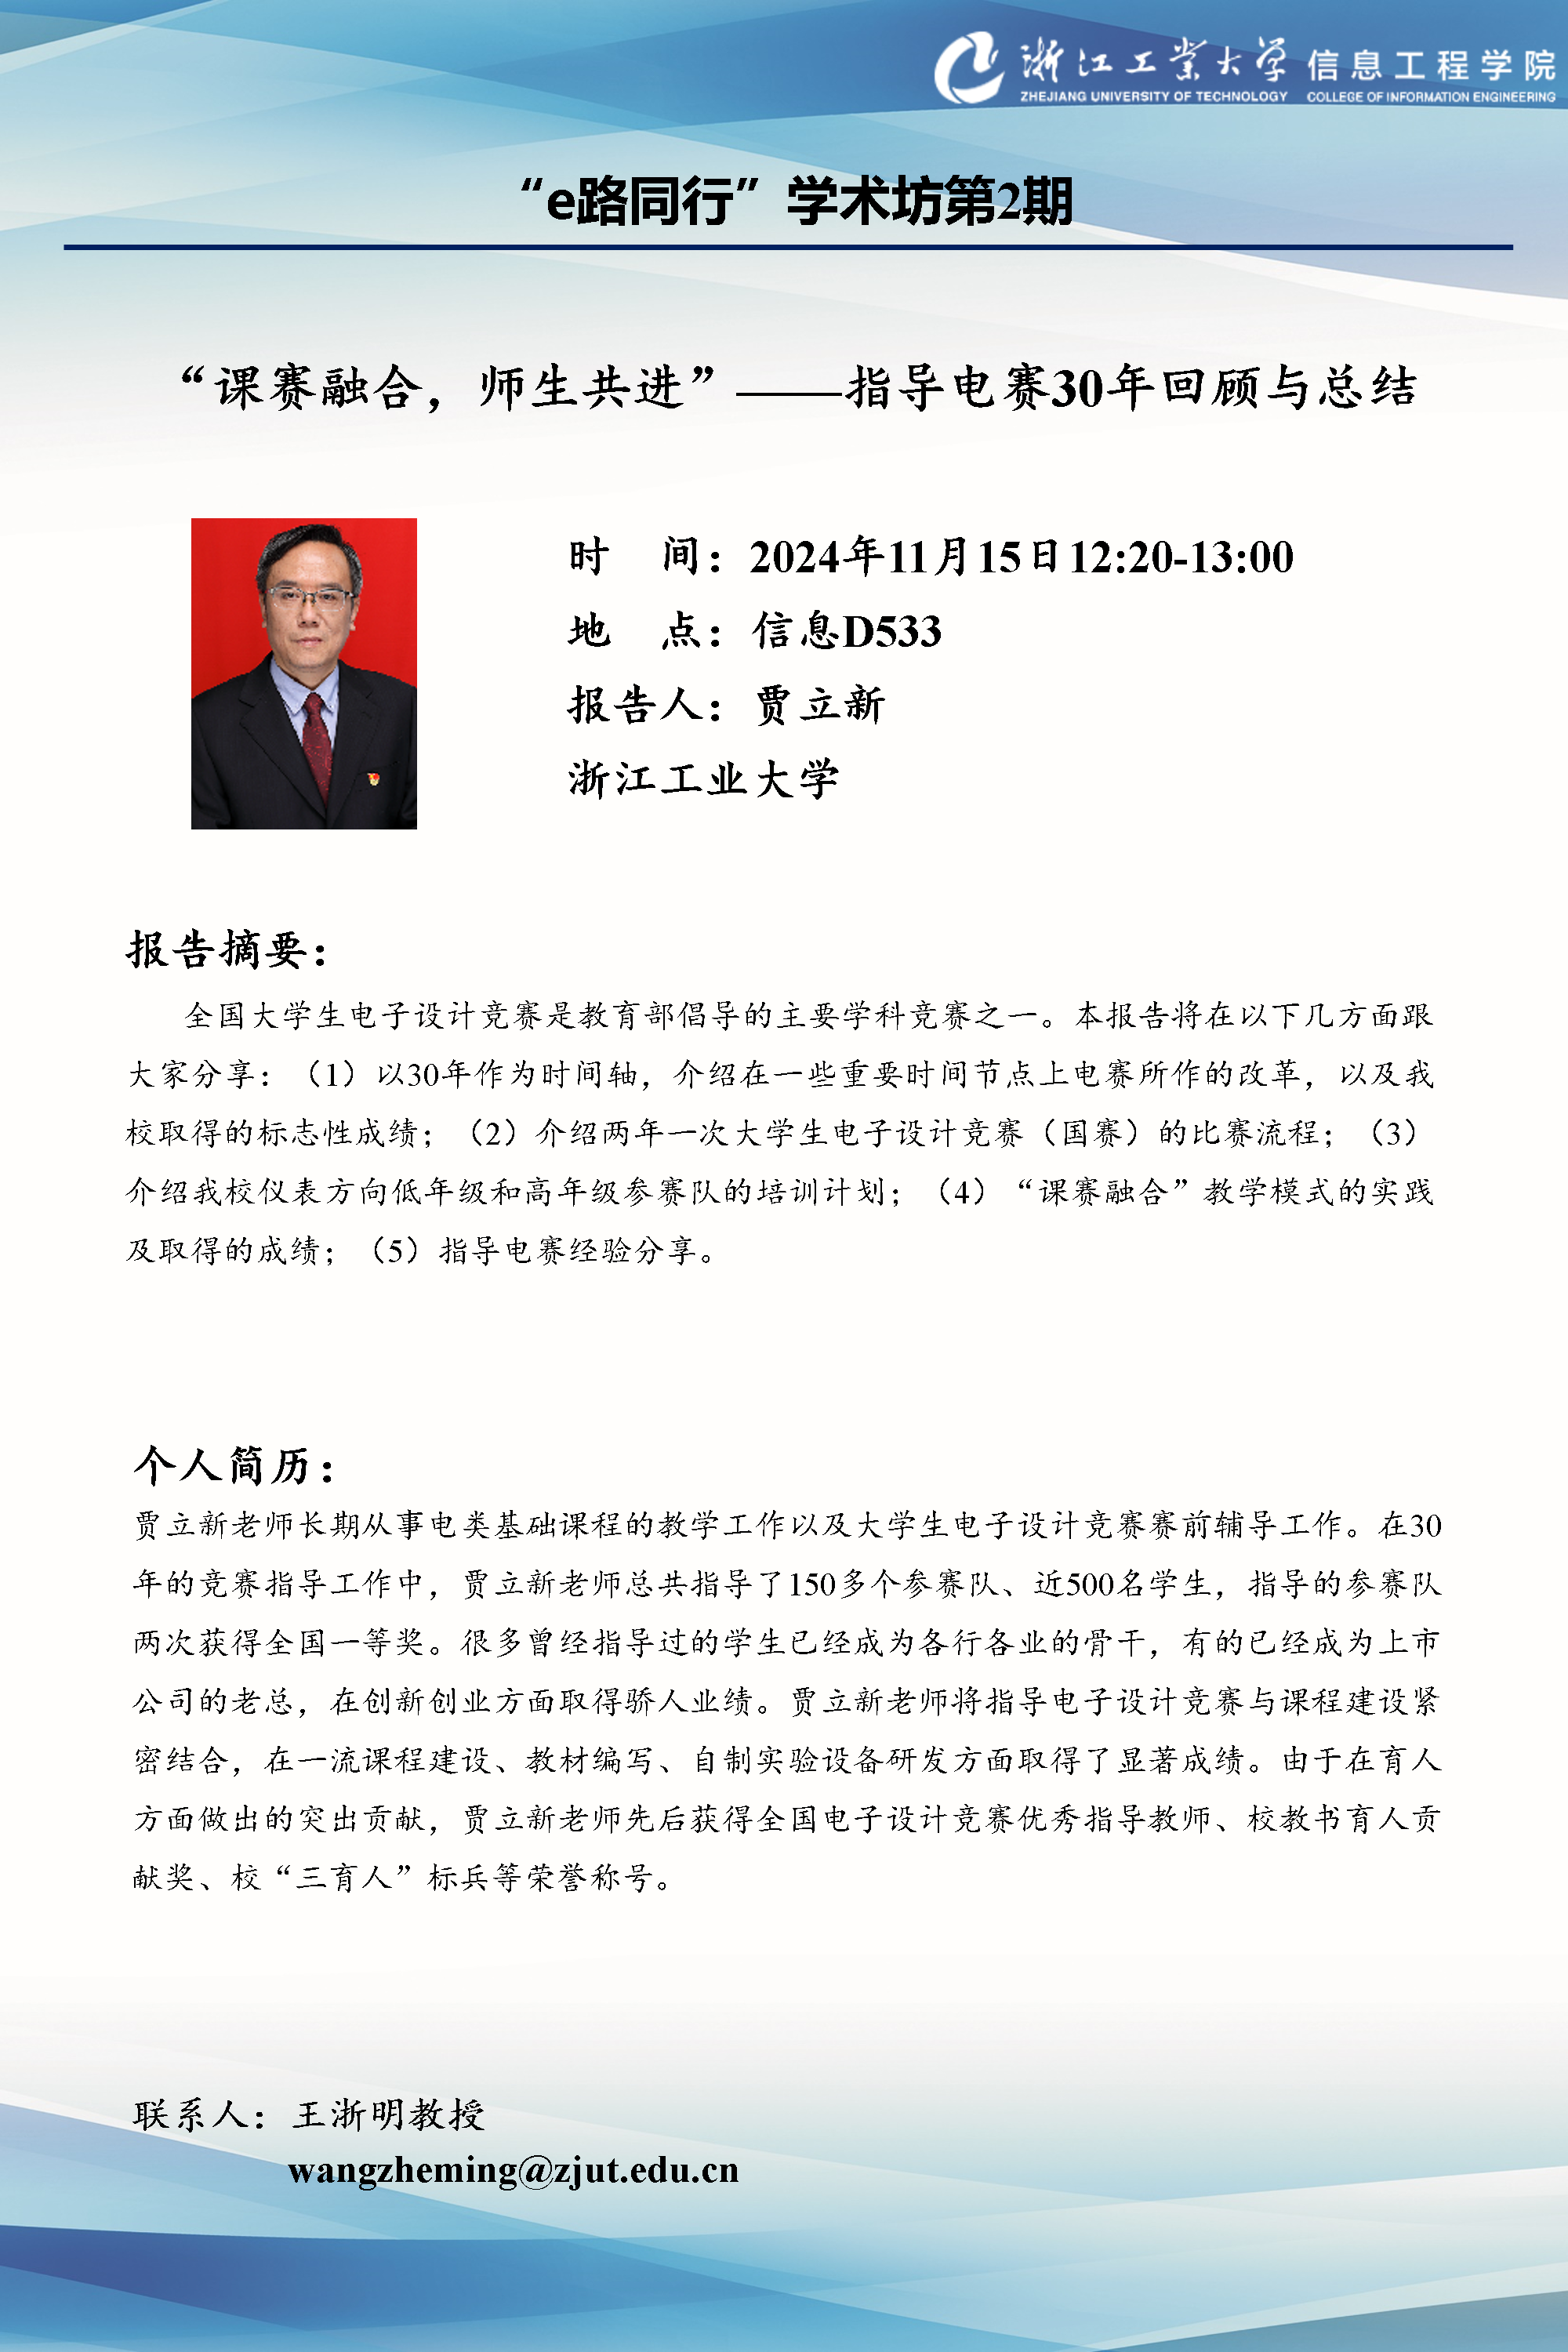 浙江工业大学 信息工程学院
ZHEJIANG UNIVERSITY OF TECHNOLOGY COLLEGE OF INFORMATION ENGINEERING
“e路同行”学术坊第2期
“课赛融合，师生共进”——指导电赛30年回顾与总结
时 间：2024年11月15日12:20-13:00
地 点：信息D533
报告人：贾立新
浙江工业大学
报告摘要：
全国大学生电子设计竞赛是教育部倡导的主要学科竞赛之一。本报告将在以下几方面跟
大家分享：（1）以30年作为时间轴，介绍在一些重要时间节点上电赛所作的改革，以及我
校取得的标志性成绩；（2）介绍两年一次大学生电子设计竞赛（国赛）的比赛流程；（3）
介绍我校仪表方向低年级和高年级参赛队的培训计划；（4）“课赛融合”教学模式的实践
及取得的成绩；（5）指导电赛经验分享。
个人简历：
贾立新老师长期从事电类基础课程的教学工作以及大学生电子设计竞赛赛前辅导工作。在30
年的竞赛指导工作中，贾立新老师总共指导了150多个参赛队、近500名学生，指导的参赛队
两次获得全国一等奖。很多曾经指导过的学生已经成为各行各业的骨干，有的已经成为上市
公司的老总，在创新创业方面取得骄人业绩。贾立新老师将指导电子设计竞赛与课程建设紧
密结合，在一流课程建设、教材编写、自制实验设备研发方面取得了显著成绩。由于在育人
方面做出的突出贡献，贾立新老师先后获得全国电子设计竞赛优秀指导教师、校教书育人贡
献奖、校“三育人”标兵等荣誉称号。
联系人：王浙明教授
wangzheming@zjut.edu.cn